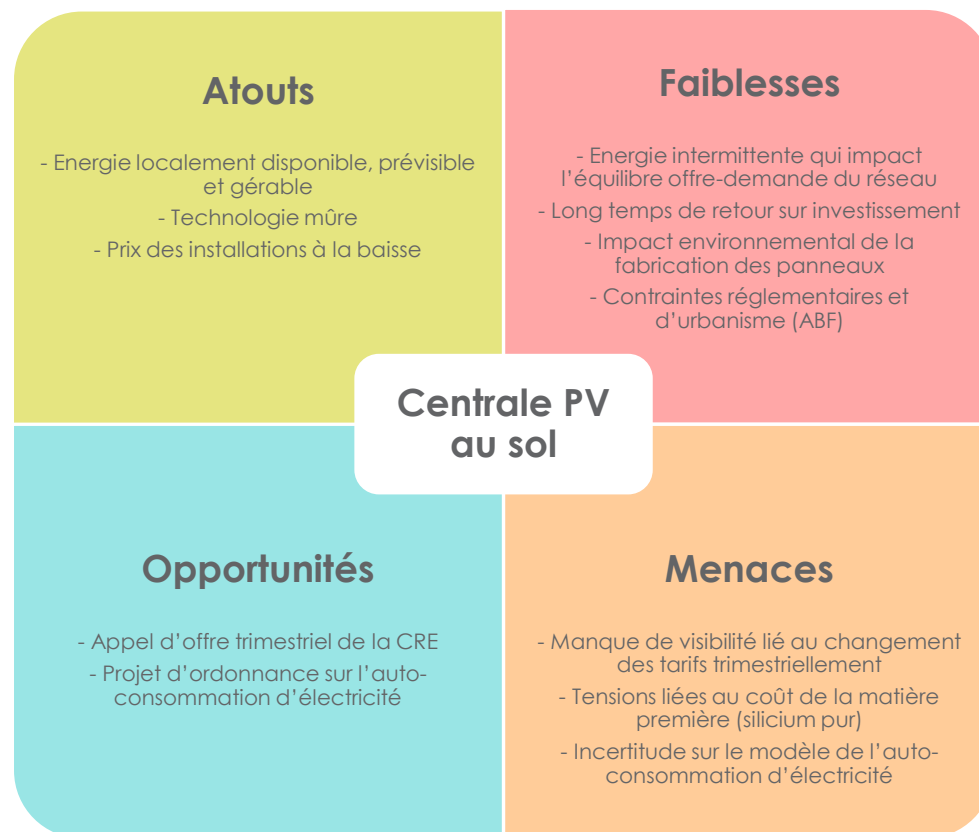 Atouts
- Energie localement disponible, prévisible
et gérable
- Technologie mûre
- Prix des installations à la baisse
Faiblesses
- Energie intermittente qui impact
l'équilibre offre-demande du réseau
- Long temps de retour sur investissement
- Impact environnemental de la
fabrication des panneaux
- Contraintes réglementaires et
d'urbanisme (ABF)
Centrale PV
au sol
Opportunités
- Appel d'offre trimestriel de la CRE
- Projet d'ordonnance sur l'auto-
consommation d'électricité
Menaces
- Manque de visibilité lié au changement
des tarifs trimestriellement
- Tensions liées au coût de la matière
première (silicium pur)
- Incertitude sur le modèle de l'auto-
consommation d'électricité